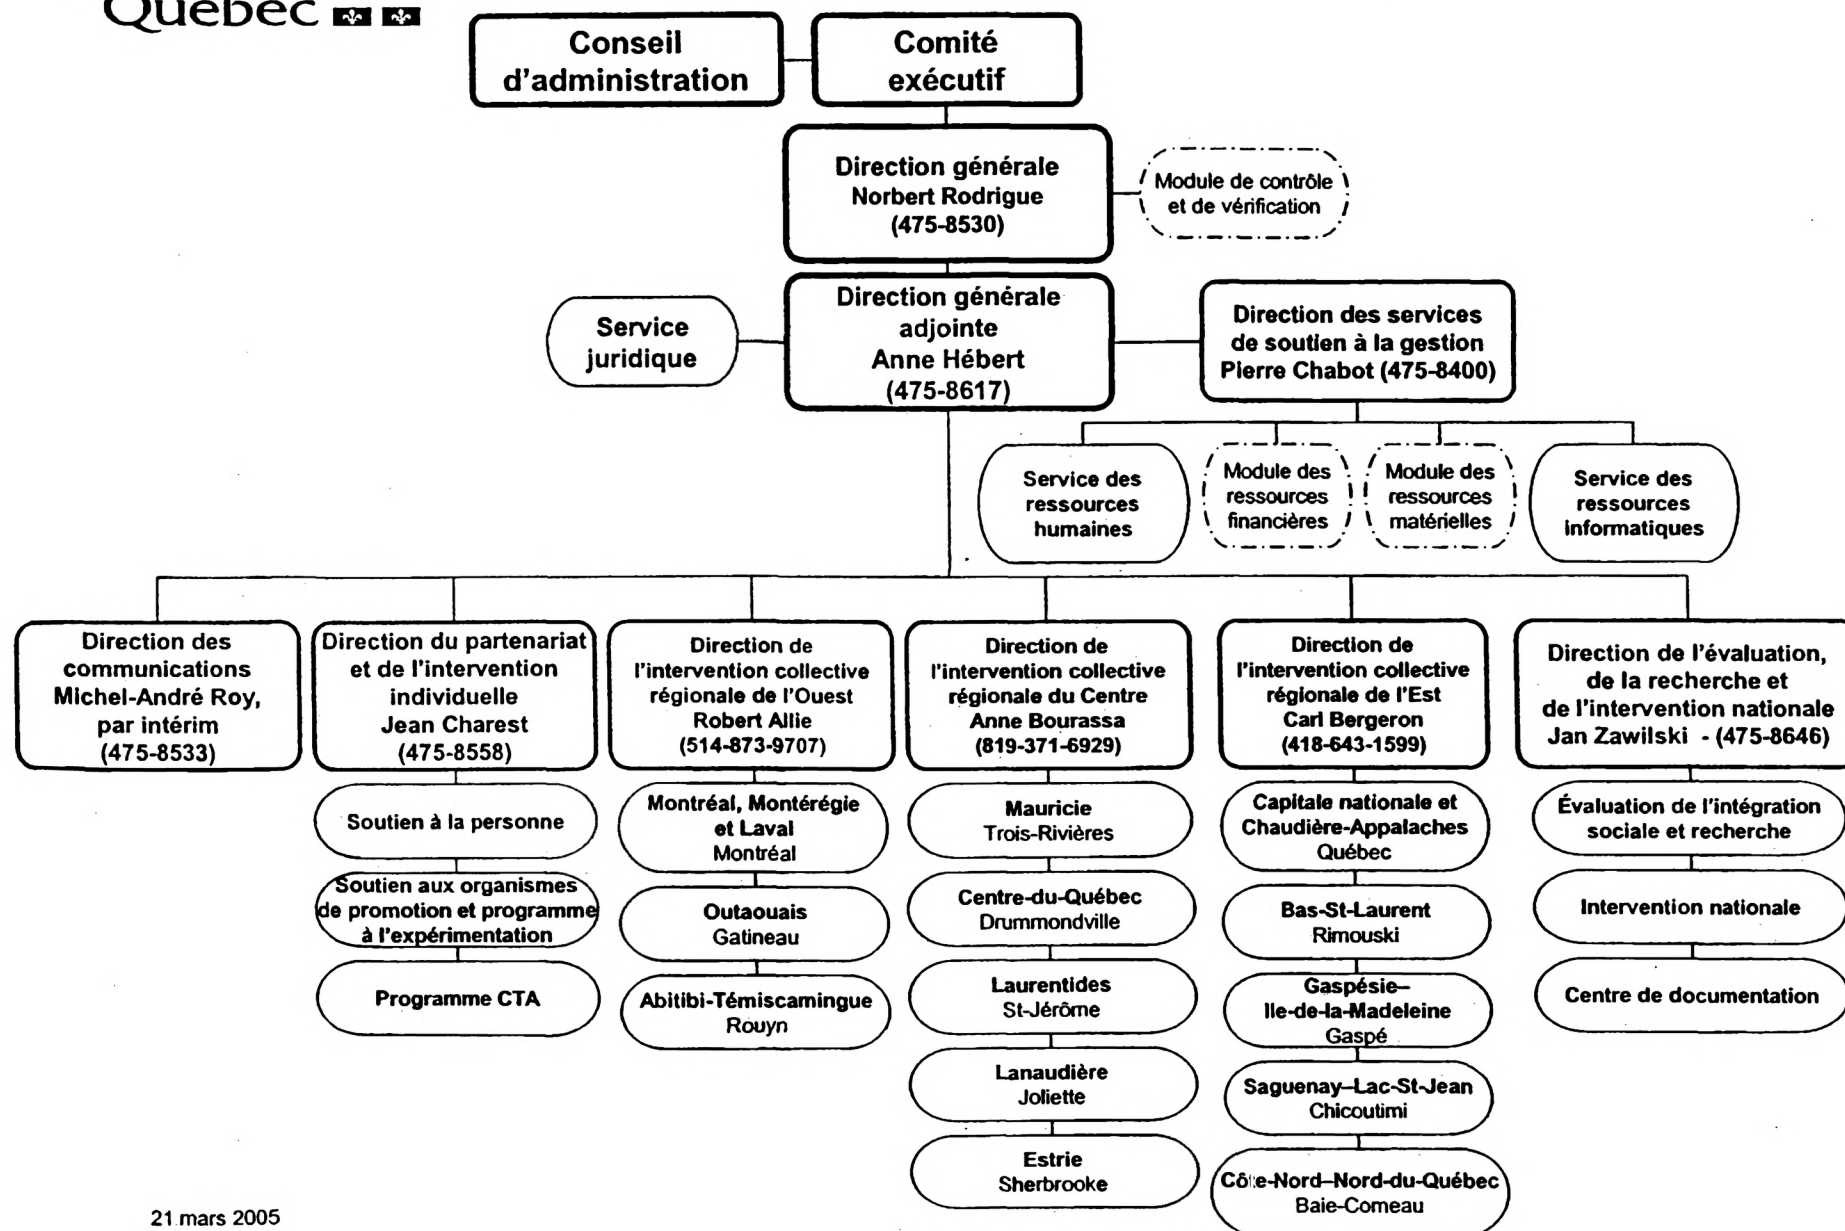 Québec
Conseil
d'administration
Comité
exécutif
Direction générale
Norbert Rodrigue
(475-8530)
Module de contrôle
et de vérification
Direction générale
adjointe
Anne Hébert
(475-8617)
Service
juridique
Direction des services
de soutien à la gestion
Pierre Chabot (475-8400)
Service des
ressources
humaines
Module des
ressources
financières
Module des
ressources
matérielles
Service des
ressources
informatiques
Direction des
communications
Michel-André Roy,
par intérim
(475-8533)
Direction du partenariat
et de l'intervention
individuelle
Jean Charest
(475-8558)
Soutien à la personne
Soutien aux organismes
de promotion et programme
à l'expérimentation
Programme CTA
Direction de
l'intervention collective
régionale de l'Ouest
Robert Allie
(514-873-9707)
Montréal, Montérégie
et Laval
Montréal
Outaouais
Gatineau
Abitibi-Témiscamingue
Rouyn
Direction de
l'intervention collective
régionale du Centre
Anne Bourassa
(819-371-6929)
Mauricie
Trois-Rivières
Centre-du-Québec
Drummondville
Laurentides
St-Jérôme
Lanaudière
Joliette
Estrie
Sherbrooke
Direction de
l'intervention collective
régionale de l'Est
Carl Bergeron
(418-643-1599)
Capitale nationale et
Chaudière-Appalaches
Québec
Bas-St-Laurent
Rimouski
Gaspésie–
Ile-de-la-Madeleine
Gaspé
Saguenay–Lac-St-Jean
Chicoutimi
Côte-Nord–Nord-du-Québec
Baie-Comeau
Direction de l'évaluation,
de la recherche et
de l'intervention nationale
Jan Zawilski - (475-8646)
Évaluation de l'intégration
sociale et recherche
Intervention nationale
Centre de documentation
21 mars 2005